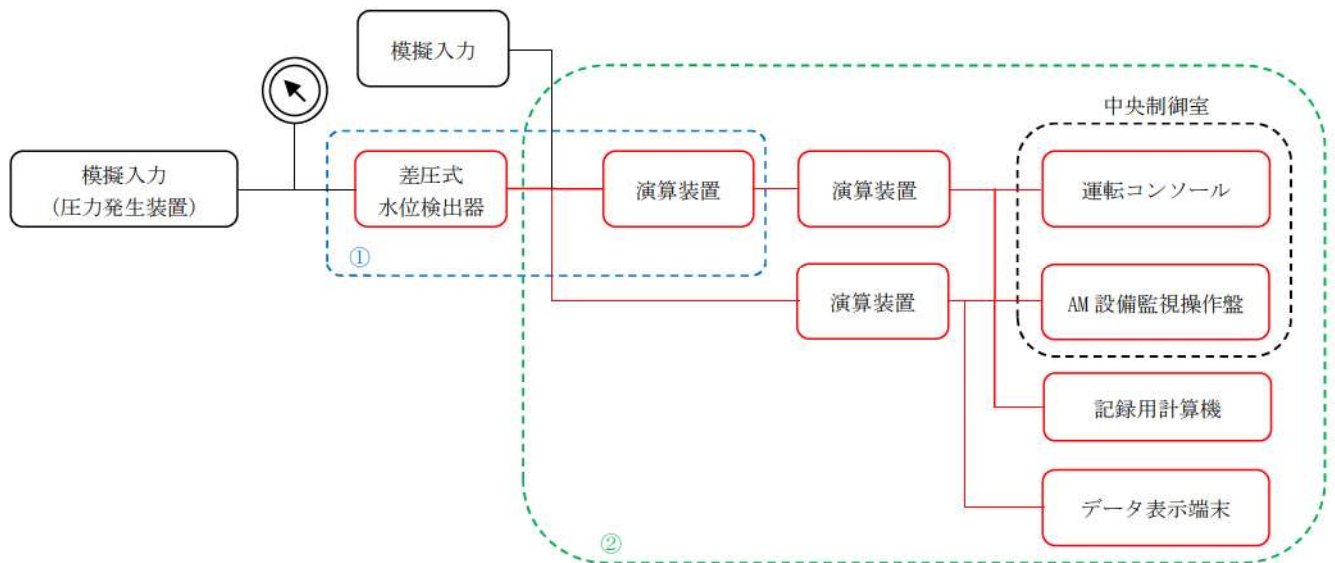 模擬入力
中央制御室
模擬入力
(圧力発生装置)
差圧式
水位検出器
演算装置
演算装置
運転コンソール
①
演算装置
AM 設備監視操作盤
記録用計算機
データ表示端末
②